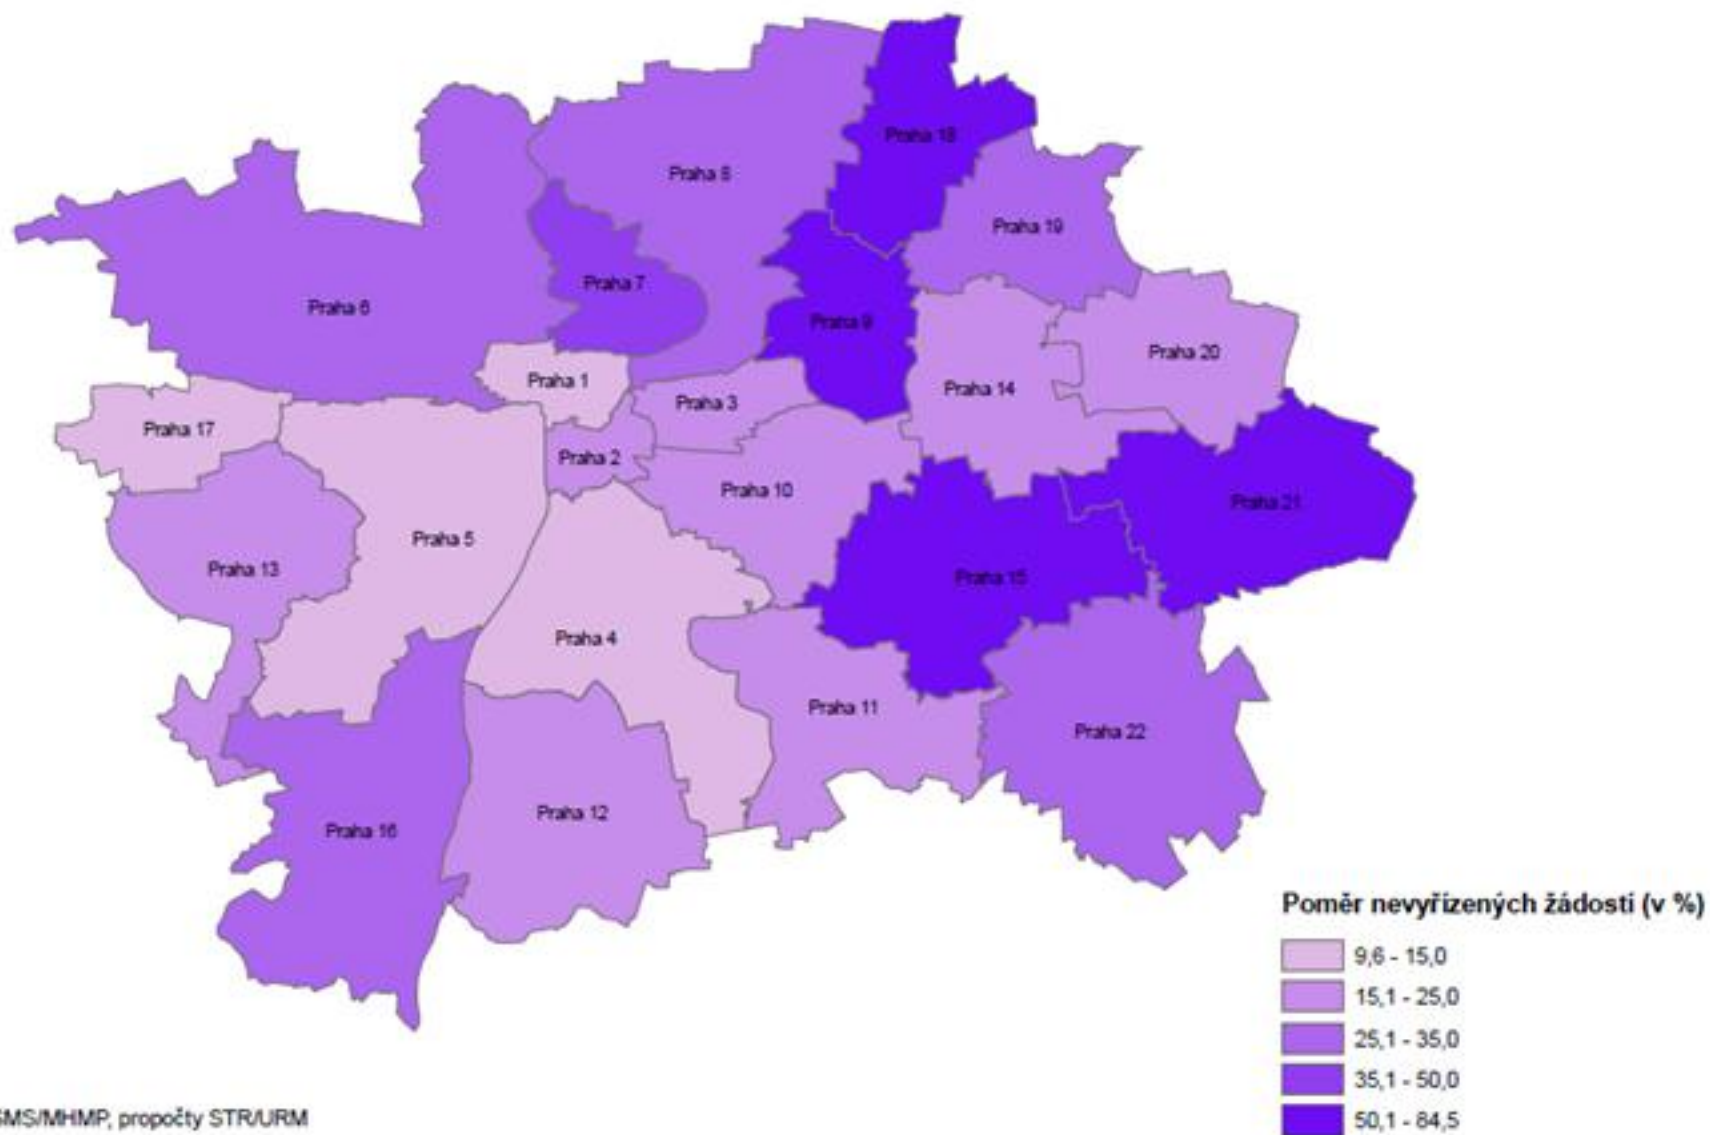 Praha 18
Praha 8
Praha 19
Praha 7
Praha 6
Praha 9
Praha 20
Praha 1
Praha 14
Praha 3
Praha 17
Praha 2
Praha 10
Praha 21
Praha 5
Praha 13
Praha 15
Praha 4
Praha 11
Praha 22
Praha 12
Praha 16
Poměr nevyřízených žádostí (v %)
9,6 - 15,0
15,1 - 25,0
25,1 - 35,0
35,1 - 50,0
50,1 - 84,5
SMS/MHMP, propočty STR/URM